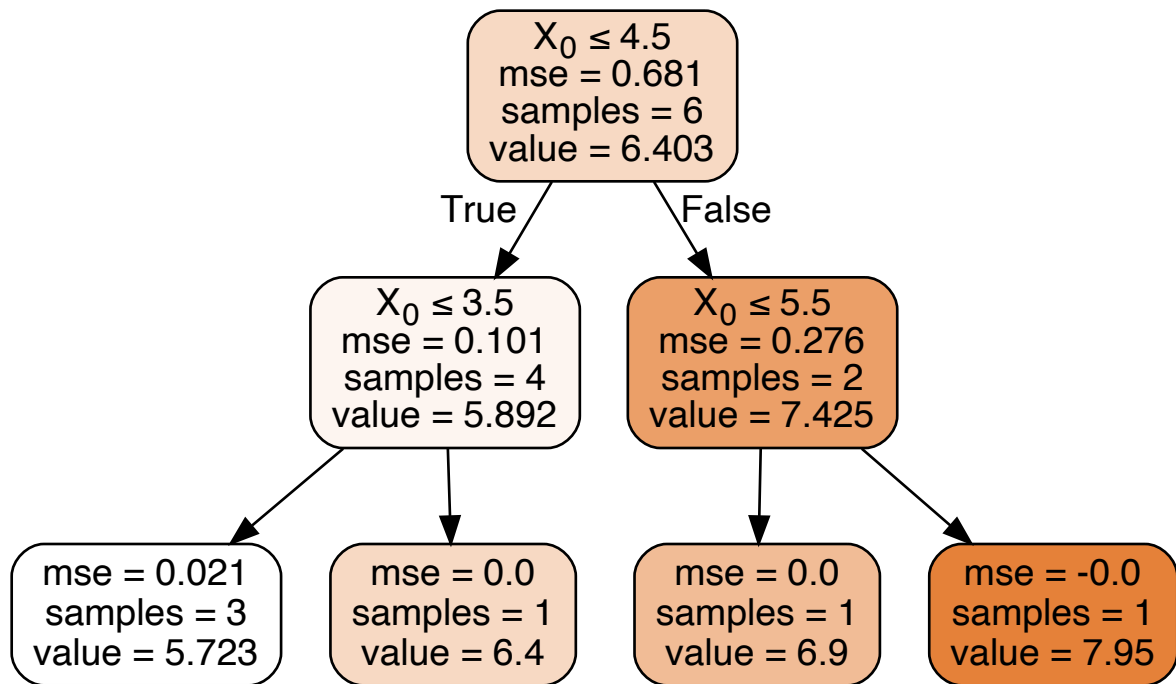 X₀ ≤ 4.5
mse = 0.681
samples = 6
value = 6.403
True
False
X₀ ≤ 3.5
mse = 0.101
samples = 4
value = 5.892
X₀ ≤ 5.5
mse = 0.276
samples = 2
value = 7.425
mse = 0.021
samples = 3
value = 5.723
mse = 0.0
samples = 1
value = 6.4
mse = 0.0
samples = 1
value = 6.9
mse = -0.0
samples = 1
value = 7.95